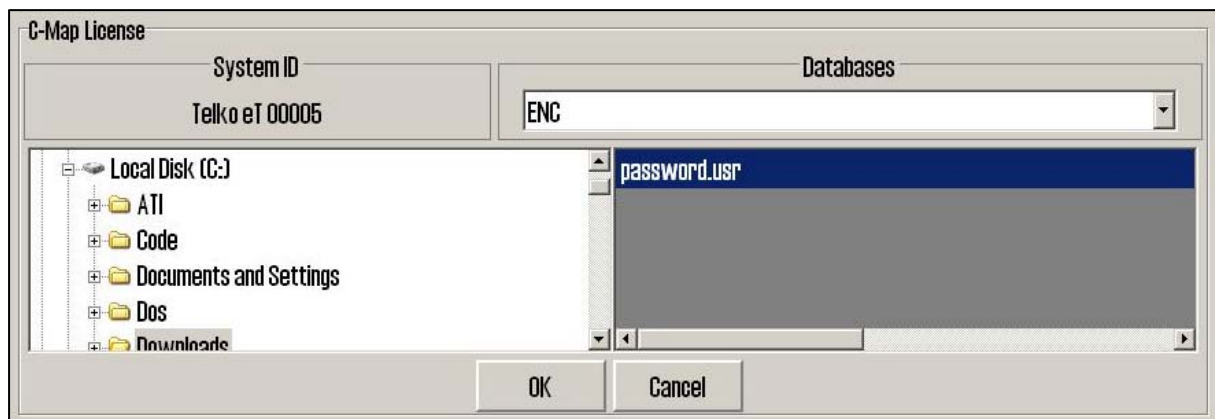 C-Map License
System ID
Databases
Telko eT 00005
ENC
Local Disk (C:)
password.usr
ATI
Code
Documents and Settings
Dos
Downloads
OK
Cancel